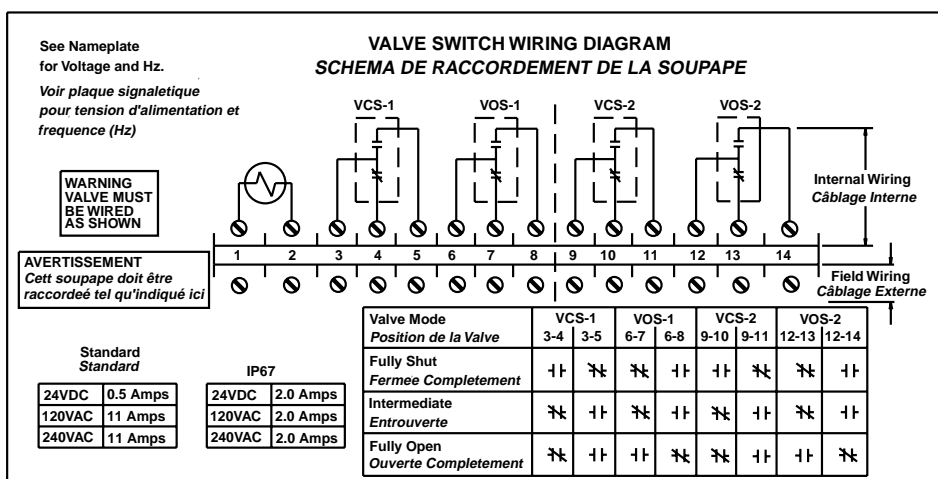 See Nameplate
for Voltage and Hz.
Voir plaque signaletique
pour tension d'alimentation et
frequence (Hz)
VALVE SWITCH WIRING DIAGRAM
SCHEMA DE RACCORDEMENT DE LA SOUPAPE
VCS-1 VOS-1 VCS-2 VOS-2
WARNING
VALVE MUST
BE WIRED
AS SHOWN
Internal Wiring
Câblage Interne
1 2 3 4 5 6 7 8 9 10 11 12 13 14
AVERTISSEMENT
Cett soupape doit être
raccordeé tel qu'indiqué ici
Field Wiring
Câblage Externe
Valve Mode VCS-1 VOS-1 VCS-2 VOS-2
Position de la Valve 3-4 3-5 6-7 6-8 9-10 9-11 12-13 12-14
Fully Shut
Fermee Completement
Intermediate
Entrouverte
Fully Open
Ouverte Completement
Standard
Standard
24VDC 0.5 Amps
120VAC 11 Amps
240VAC 11 Amps
IP67
24VDC 2.0 Amps
120VAC 2.0 Amps
240VAC 2.0 Amps